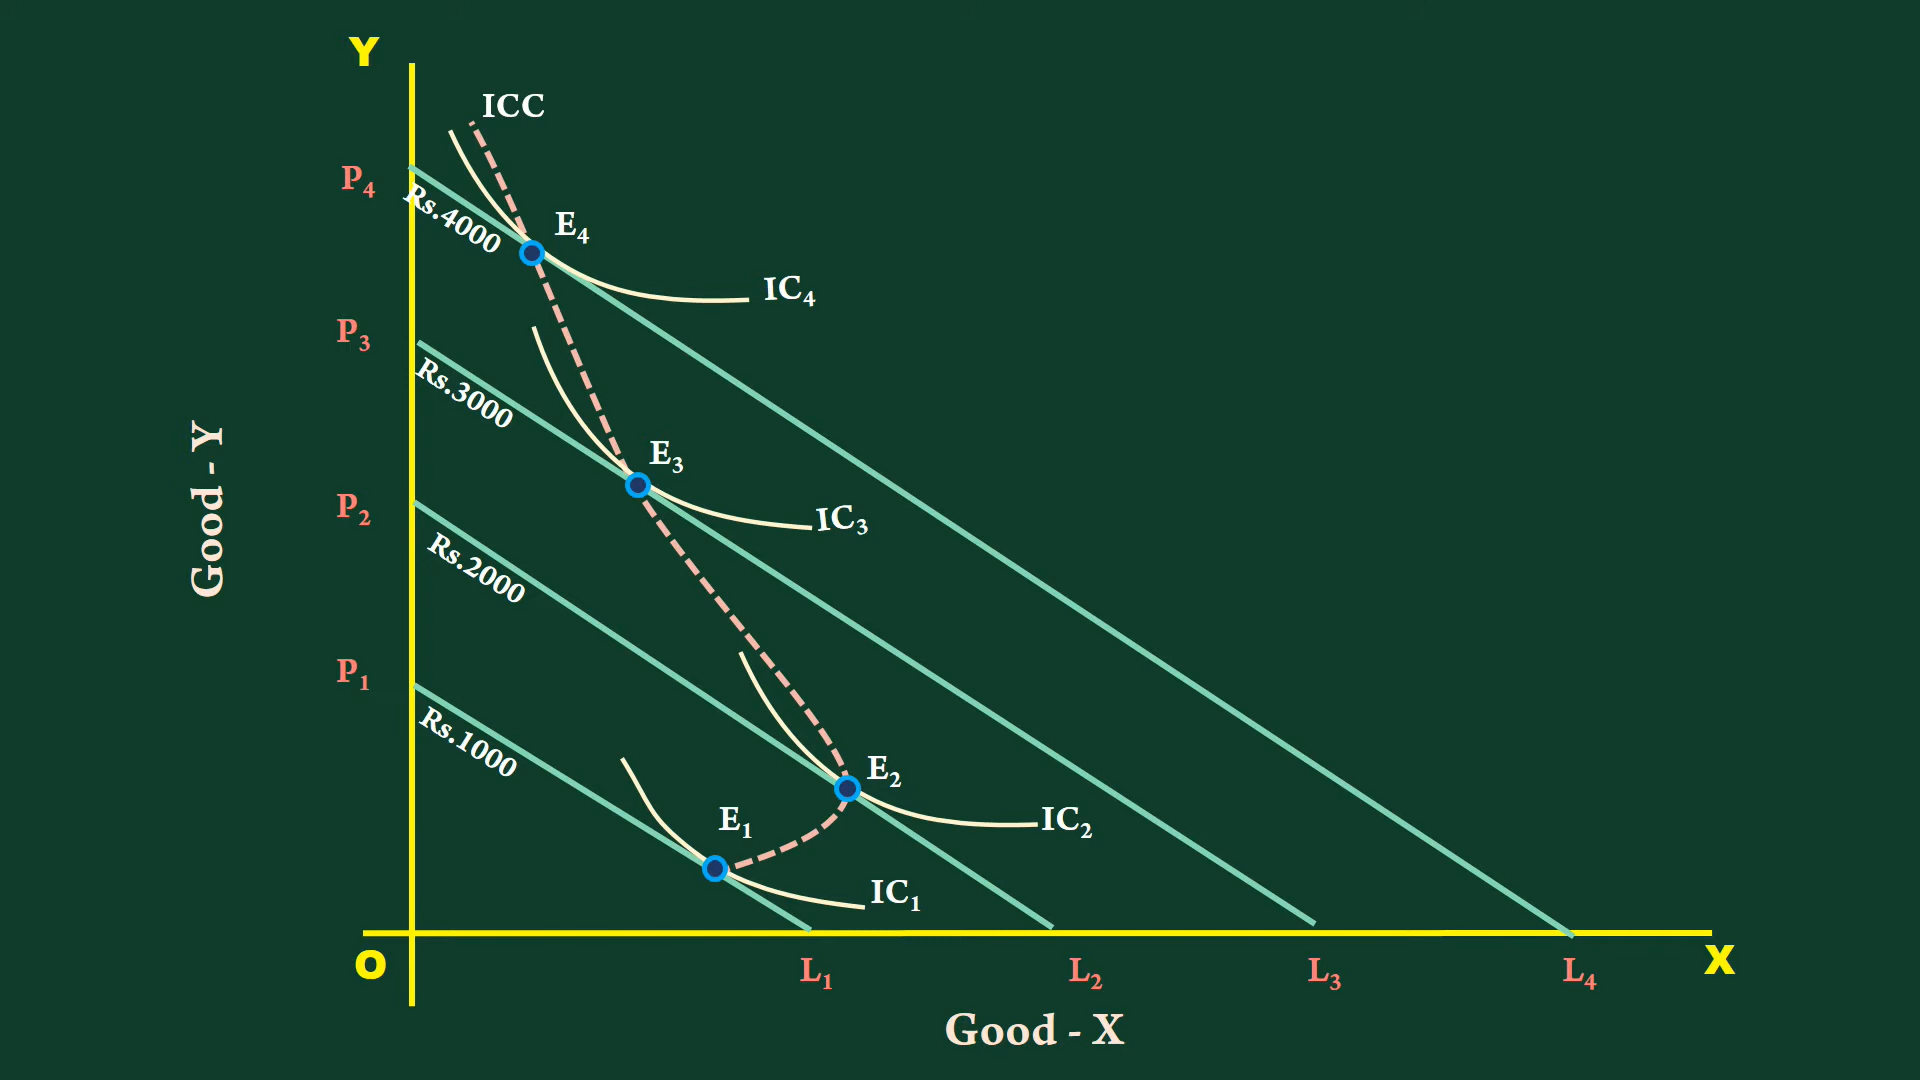 Y
ICC
P₄
Rs.4000
E₄
IC₄
P₃
Rs.3000
E₃
IC₃
Good - Y
P₂
Rs.2000
P₁
Rs.1000
E₂
E₁
IC₂
IC₁
O
L₁
L₂
L₃
L₄
X
Good - X